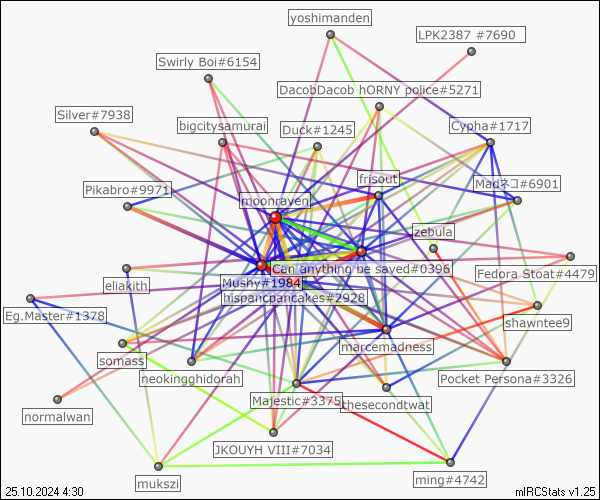 yoshimanden
LPK2387 #7690
Swirly Boi#6154
DacobDacob hORNY police#5271
Silver#7938
bigcitysamurai
Duck#1245
Cypha#1717
frisout
Pikabro#9971
Madネコ#6901
moonraven
zebula
Can anything be saved#0396
Fedora Stoat#4479
Mushy#1984
eliakith
hispancpancakes#2928
Eg.Master#1378
shawntee9
marcemadness
somass
neokingghidorah
Pocket Persona#3326
Majestic#3375
thesecondtwat
normalwan
JKOUYH VIII#7034
ming#4742
mukszi
25.10.2024 4:30
mIRCStats v1.25